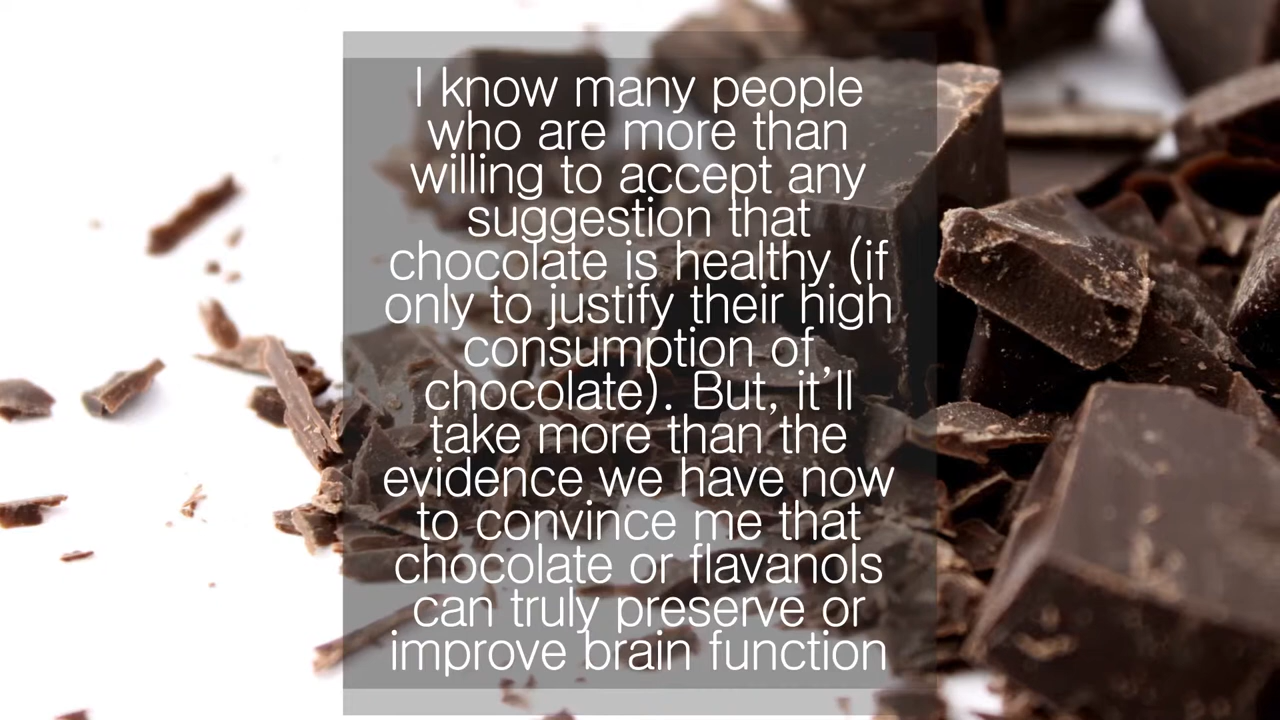 I know many people
who are more than
willing to accept any
suggestion that
chocolate is healthy (if
only to justify their high
consumption of
chocolate). But, it’ll
take more than the
evidence we have now
to convince me that
chocolate or flavanols
can truly preserve or
improve brain function